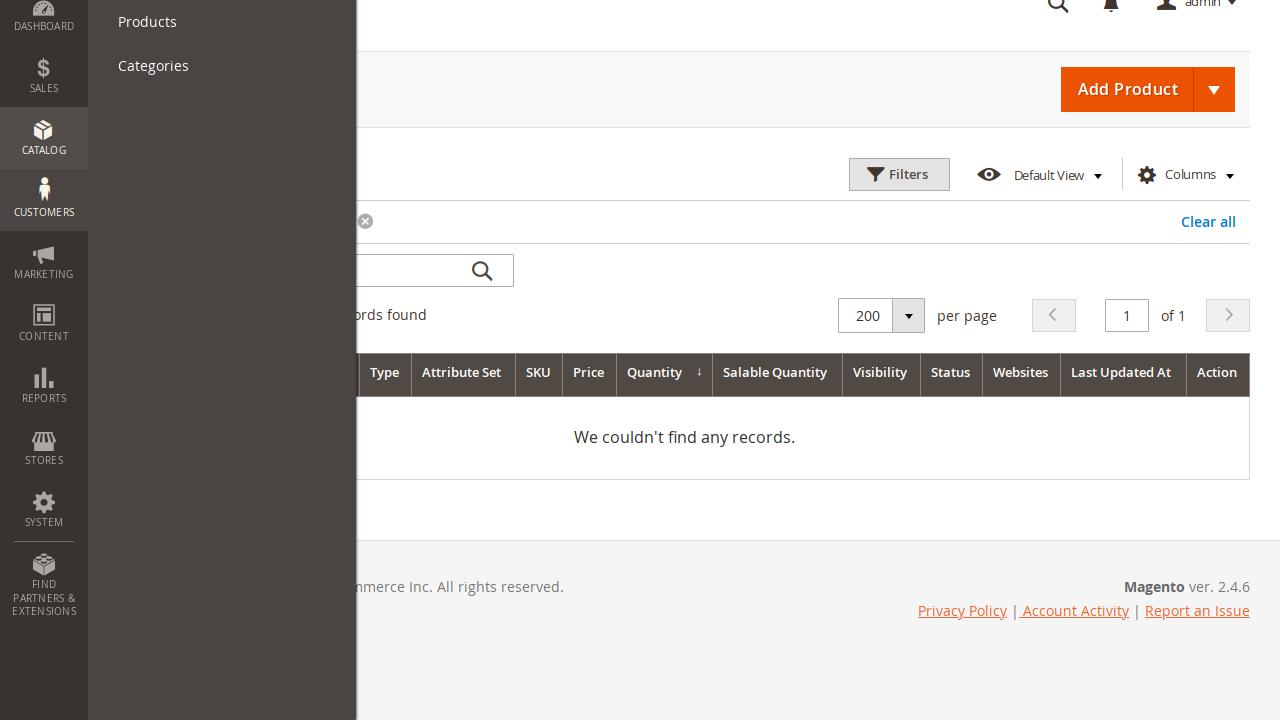 admin
DASHBOARD
Products
Categories
SALES
Add Product
CATALOG
Filters
Default View
Columns
CUSTOMERS
Clear all
MARKETING
ords found
200
per page
1
of 1
CONTENT
Type
Attribute Set
SKU
Price
Quantity ↓
Salable Quantity
Visibility
Status
Websites
Last Updated At
Action
REPORTS
We couldn't find any records.
STORES
SYSTEM
FIND
PARTNERS &
EXTENSIONS
mmerce Inc. All rights reserved.
Magento ver. 2.4.6
Privacy Policy | Account Activity | Report an Issue